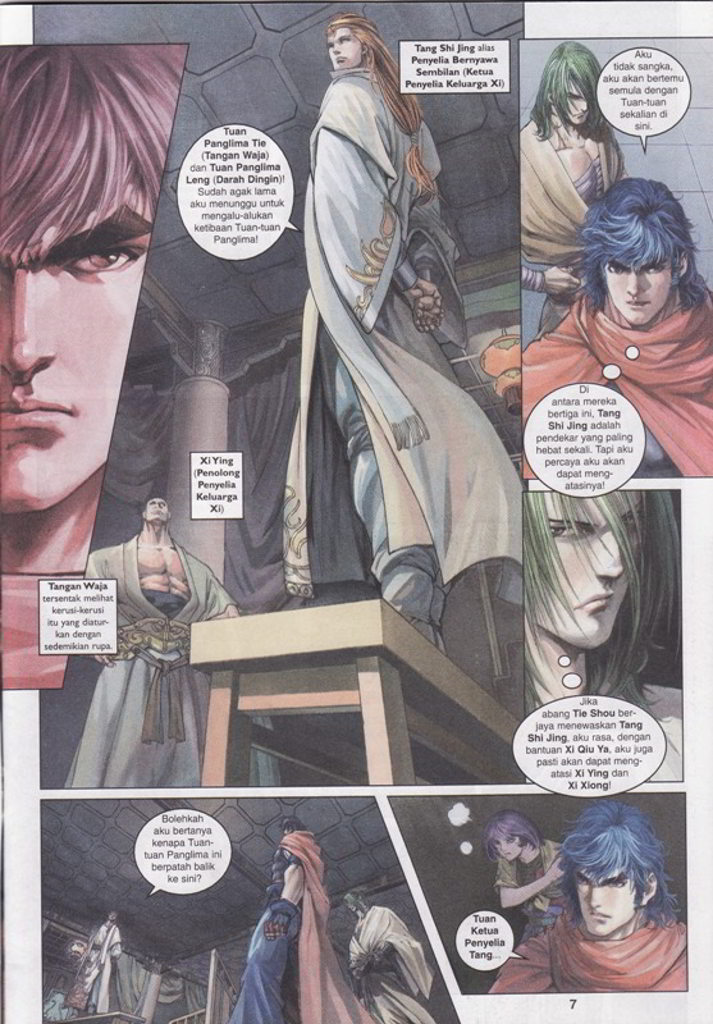 Tang Shi Jing alias
Penyelia Bernyawa
Sembilan (Ketua
Penyelia Keluarga Xi)
Tuan
Panglima Tie
(Tangan Waja)
dan Tuan Panglima
Leng (Darah Dingin)!
Sudah agak lama
aku menunggu untuk
mengalu-alukan
ketibaan Tuan-tuan
Panglima!
Xi Ying
(Penolong
Penyelia
Keluarga
Xi)
Tangan Waja
tersentak melihat
kerusi-kerusi
itu yang diatur-
kan dengan
sedemikian rupa.
Aku
tidak sangka,
aku akan bertemu
semula dengan
Tuan-tuan
sekalian di
sini.
Di
antara mereka
bertiga ini, Tang
Shi Jing adalah
pendekar yang paling
hebat sekali. Tapi aku
percaya aku akan
dapat meng-
atasinya!
Jika
abang Tie Shou ber-
jaya menewaskan Tang
Shi Jing, aku rasa, dengan
bantuan Xi Qiu Ya, aku juga
pasti akan dapat meng-
atasi Xi Ying dan
Xi Xiong!
Bolehkah
aku bertanya
kenapa Tuan-
tuan Panglima ini
berpatah balik
ke sini?
Tuan
Ketua
Penyelia
Tang...
7